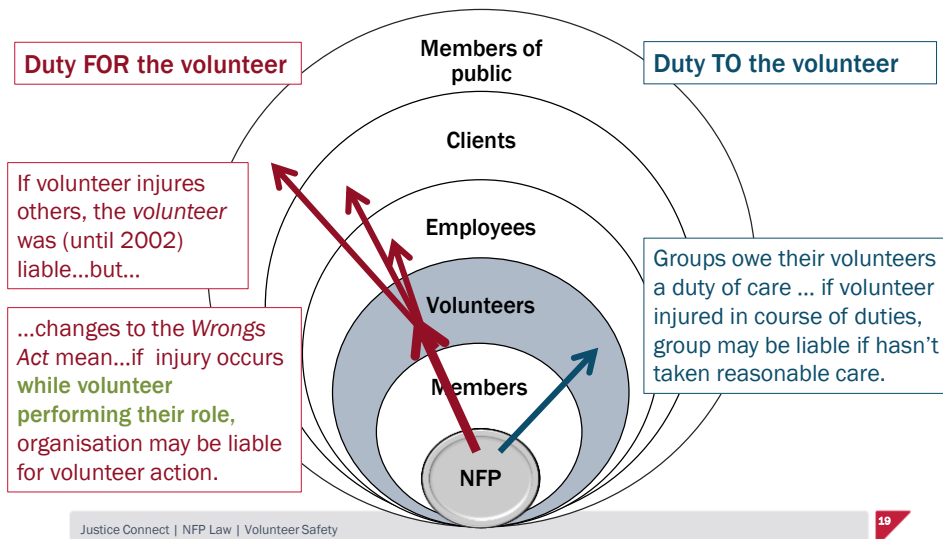 Duty FOR the volunteer
Members of
public
Duty TO the volunteer
Clients
If volunteer injures
others, the volunteer
was (until 2002)
liable...but...
Employees
Volunteers
Groups owe their volunteers
a duty of care ... if volunteer
injured in course of duties,
group may be liable if hasn't
taken reasonable care.
...changes to the Wrongs
Act mean...if injury occurs
while volunteer
performing their role,
organisation may be liable
for volunteer action.
Members
NFP
Justice Connect | NFP Law | Volunteer Safety
19